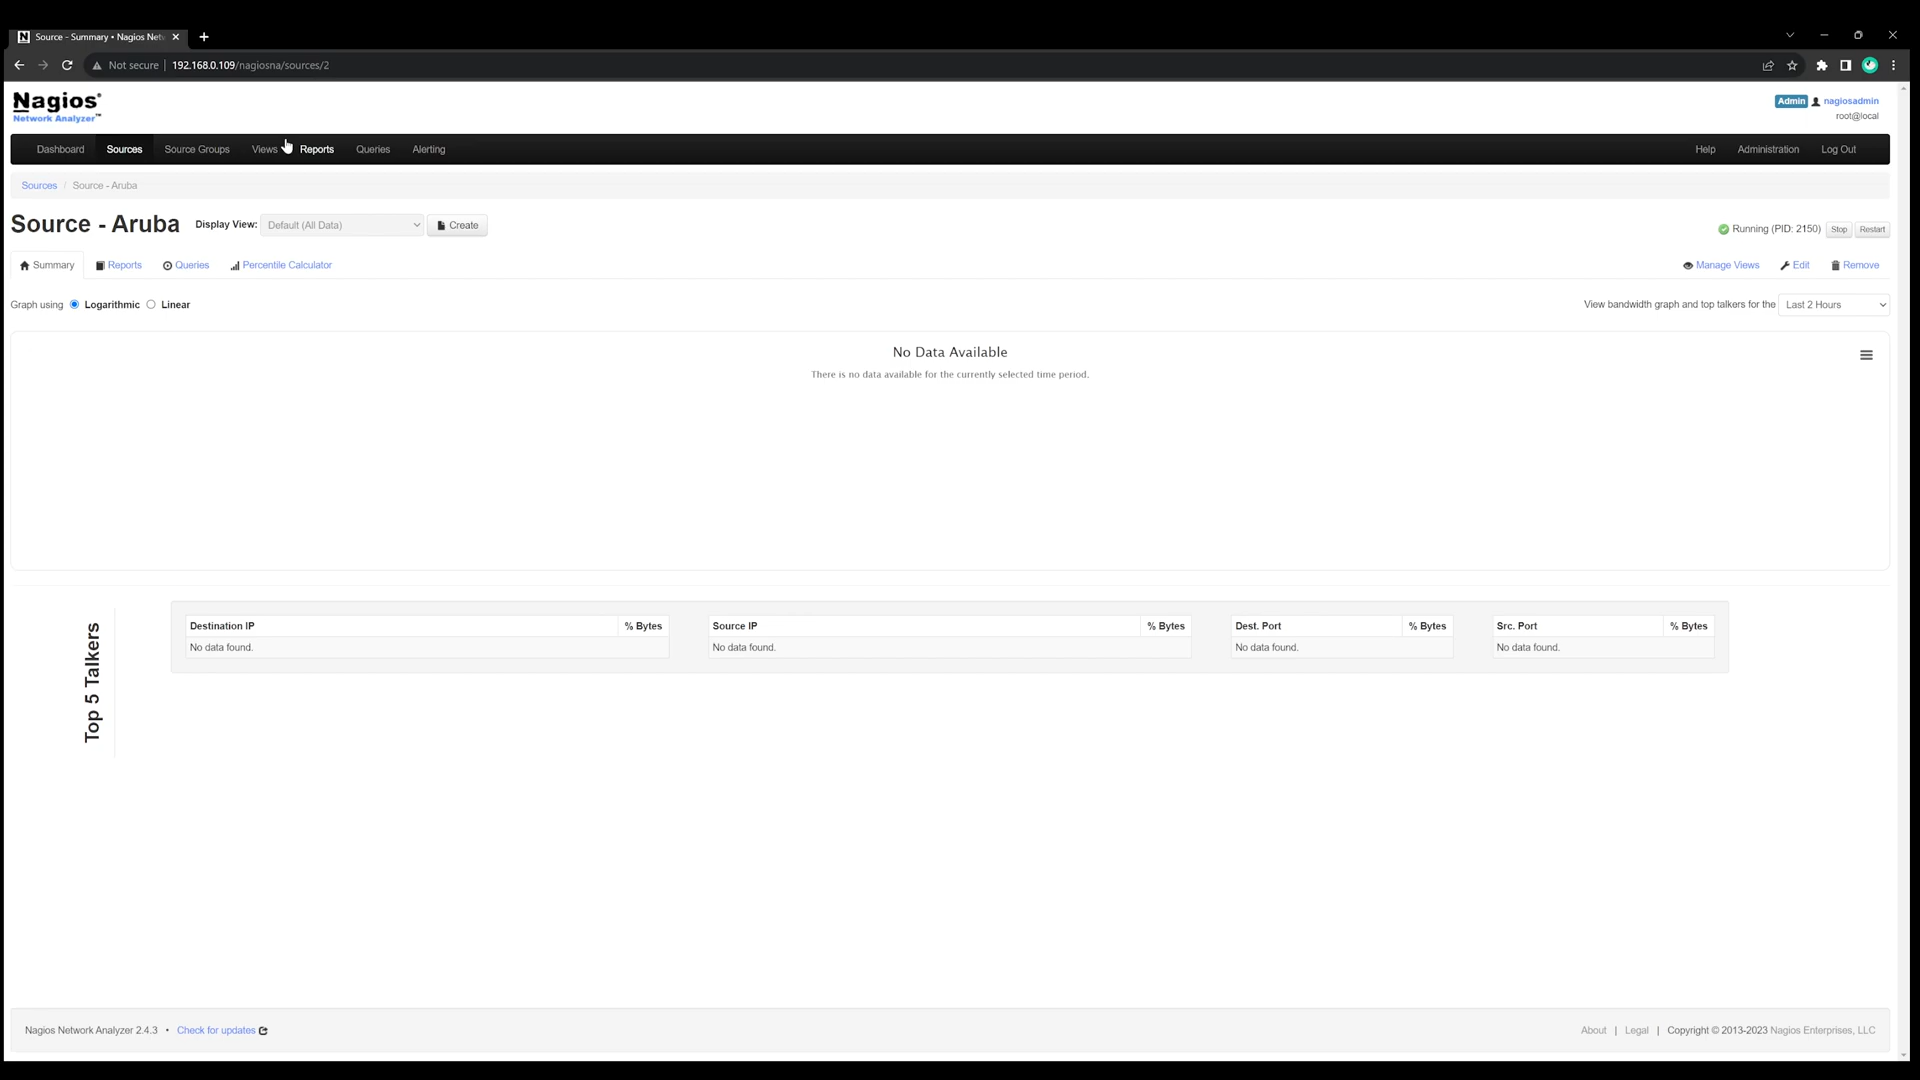 Source - Summary • Nagios Netw
Not secure | 192.168.0.109/nagiosna/sources/2
Nagios®
Network Analyzer™
Admin nagiosadmin
root@local
Dashboard Sources Source Groups Views Reports Queries Alerting Help Administration Log Out
Sources / Source - Aruba
Source - Aruba Display View: Default (All Data) Create
Running (PID: 2150) Stop Restart
Summary Reports Queries Percentile Calculator Manage Views Edit Remove
Graph using Logarithmic Linear View bandwidth graph and top talkers for the Last 2 Hours
No Data Available
There is no data available for the currently selected time period.
Top 5 Talkers
Destination IP % Bytes Source IP % Bytes Dest. Port % Bytes Src. Port % Bytes
No data found. No data found. No data found. No data found.
Nagios Network Analyzer 2.4.3 • Check for updates About | Legal | Copyright © 2013-2023 Nagios Enterprises, LLC